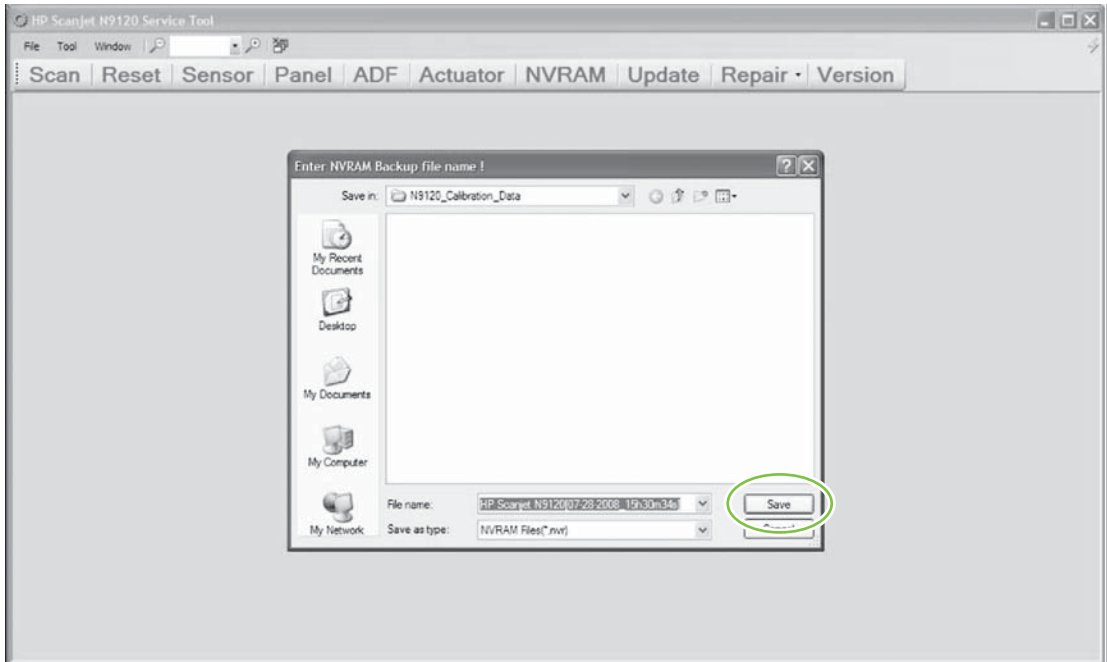 HP Scanjet N9120 Service Tool
File Tool Window
Scan Reset Sensor Panel ADF Actuator NVRAM Update Repair Version
Enter NVRAM Backup file name !
Save in: N9120_Calibration_Data
My Recent
Documents
Desktop
My Documents
My Computer
My Network
File name: HP Scanjet N9120[07-28-2008_15h30m34s]
Save
Save as type: NVRAM Files(*.nvr)